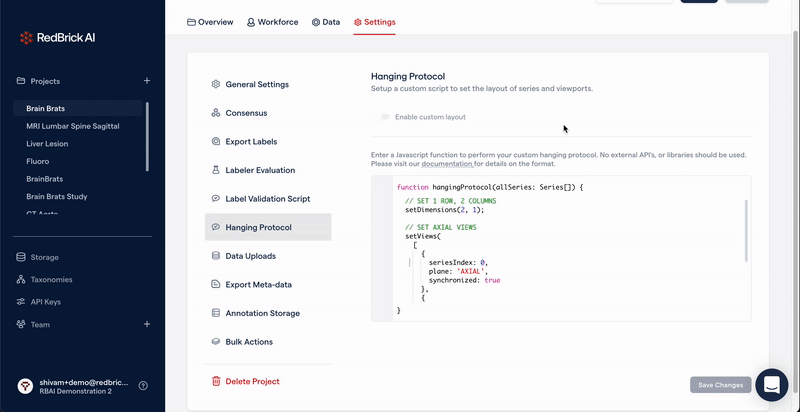 RedBrick AI
Projects
Brain Brats
MRI Lumbar Spine Sagittal
Liver Lesion
Fluoro
BrainBrats
Brain Brats Study
CT Aorta
Storage
Taxonomies
API Keys
Team
shivam+demo@redbric...
RBAI Demonstration 2
Overview
Workforce
Data
Settings
General Settings
Consensus
Export Labels
Labeler Evaluation
Label Validation Script
Hanging Protocol
Data Uploads
Export Meta-data
Annotation Storage
Bulk Actions
Delete Project
Hanging Protocol
Setup a custom script to set the layout of series and viewports.
Enable custom layout
Enter a Javascript function to perform your custom hanging protocol. No external API's, or libraries should be used.
Please visit our documentation for details on the format.
function hangingProtocol(allSeries: Series[]) {
// SET 1 ROW, 2 COLUMNS
setDimensions(2, 1);
// SET AXIAL VIEWS
setViews(
[
{
seriesIndex: 0,
plane: 'AXIAL',
synchronized: true
},
{
}
Save Changes